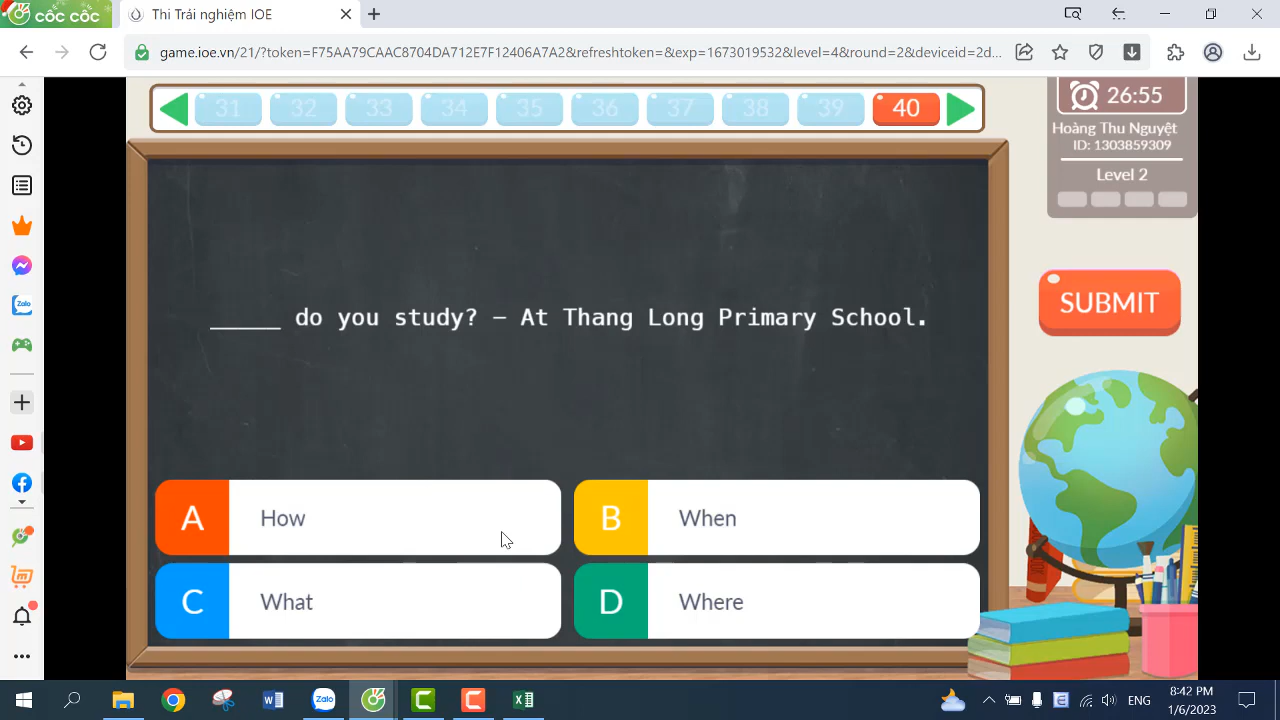 cốc cốc
Thi Trải nghiệm IOE
game.ioe.vn/21/?token=F75AA79CAAC8704DA712E7F12406A7A2&refreshtoken=&exp=1673019532&level=4&round=2&deviceid=2d...
31 32 33 34 35 36 37 38 39 40
26:55
Hoàng Thu Nguyệt
ID: 1303859309
Level 2
_____ do you study? – At Thang Long Primary School.
SUBMIT
A How
B When
C What
D Where
Zalo
W
Zalo
C
C
X
E
ENG
8:42 PM
1/6/2023